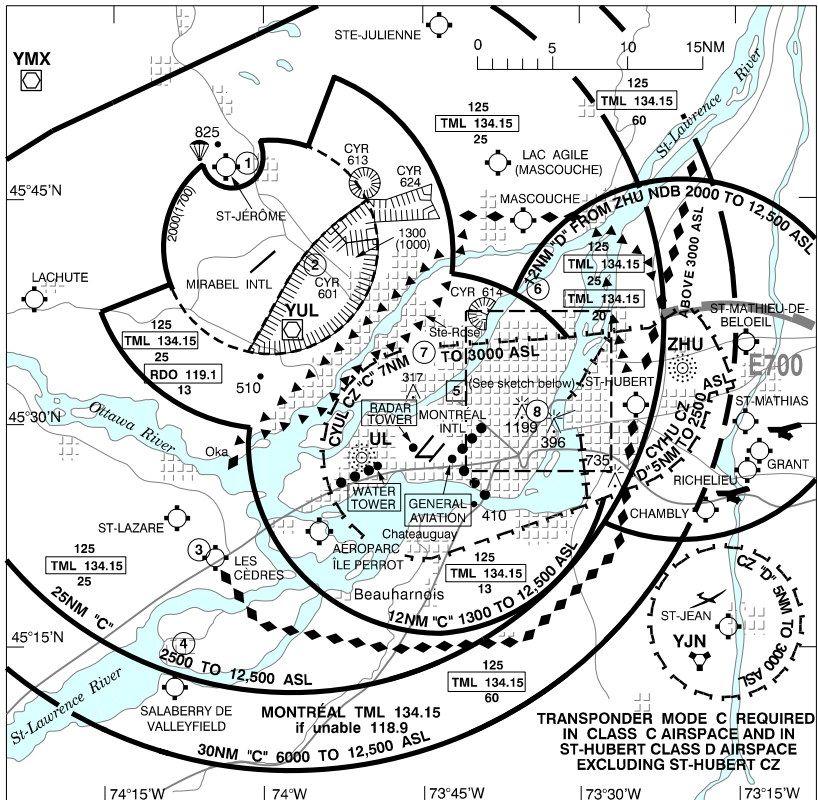 STE-JULIENNE
0 5 10 15NM
YMX
125
TML 134.15
25
125
TML 134.15
60
St-Lawrence River
825
1
CYR
613
CYR
624
LAC AGILE
(MASCOUCHE)
45°45'N
ST-JÉRÔME
2000(1700)
MASCOUCHE
12NM "D" FROM ZHU NDB 2000 TO 12,500 ASL
1300
(1000)
2
CYR
601
MIRABEL INTL
YUL
LACHUTE
125
TML 134.15
25
TML 134.15
20
6
ABOVE 3000 ASL
CYR 614
Ste-Rose
ST-MATHIEU-DE-
BELOEIL
125
TML 134.15
25
RDO 119.1
13
510
7
CYUL CZ "C" 7NM TO 3000 ASL
ZHU
E700
317
5
(See sketch below)
ST-HUBERT
ST-MATHIAS
RADAR
TOWER
MONTRÉAL
INTL
8
1199
396
CYHU CZ
"D" 5NM TO 2500 ASL
45°30'N
Ottawa River
Oka
UL
735
GRANT
RICHELIEU
WATER
TOWER
GENERAL
AVIATION
410
CHAMBLY
ST-LAZARE
Chateauguay
AÉROPARC
ÎLE PERROT
3
LES
CÈDRES
125
TML 134.15
25
125
TML 134.15
13
Beauharnois
12NM "C" 1300 TO 12,500 ASL
CZ "D" 5NM TO 3000 ASL
ST-JEAN
YJN
25NM "C"
2500 TO 12,500 ASL
45°15'N
4
125
TML 134.15
60
St-Lawrence River
SALABERRY DE
VALLEYFIELD
MONTRÉAL TML 134.15
if unable 118.9
30NM "C" 6000 TO 12,500 ASL
TRANSPONDER MODE C REQUIRED
IN CLASS C AIRSPACE AND IN
ST-HUBERT CLASS D AIRSPACE
EXCLUDING ST-HUBERT CZ
74°15'W 74°W 73°45'W 73°30'W 73°15'W